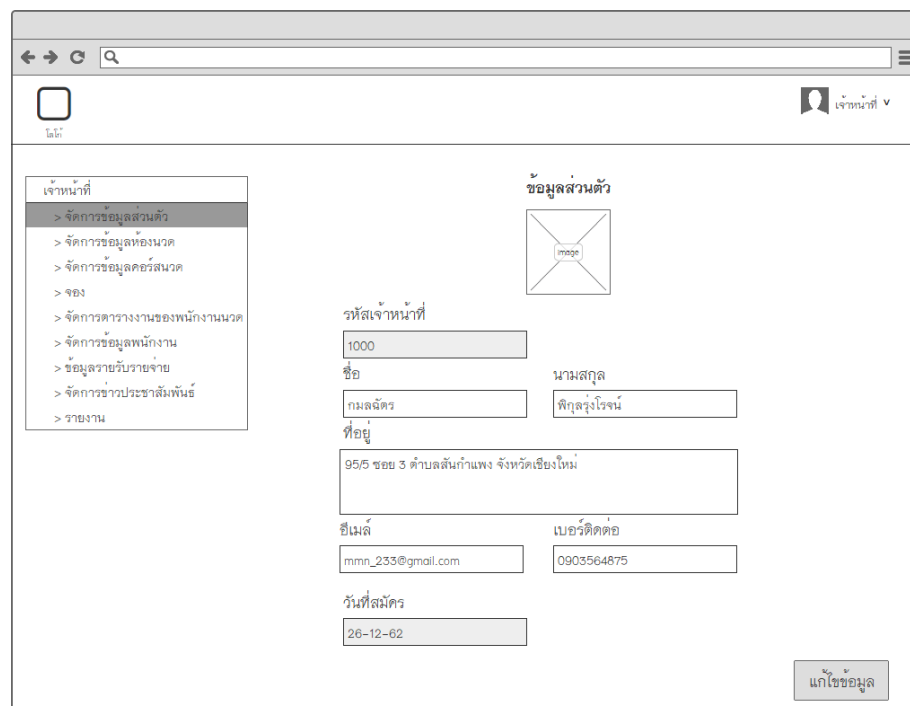 เจ้าหน้าที่ v
โลโก้
เจ้าหน้าที่
> จัดการข้อมูลส่วนตัว
> จัดการข้อมูลห้องนวด
> จัดการข้อมูลคอร์สนวด
> จอง
> จัดการตารางงานของพนักงานนวด
> จัดการข้อมูลพนักงาน
> ข้อมูลรายรับรายจ่าย
> จัดการข่าวประชาสัมพันธ์
> รายงาน
ข้อมูลส่วนตัว
image
รหัสเจ้าหน้าที่
1000
ชื่อ นามสกุล
กมลฉัตร พิกุลรุ่งโรจน์
ที่อยู่
95/5 ซอย 3 ตำบลสันกำแพง จังหวัดเชียงใหม่
อีเมล์ เบอร์ติดต่อ
mmn_233@gmail.com 0903564875
วันที่สมัคร
26-12-62
แก้ไขข้อมูล